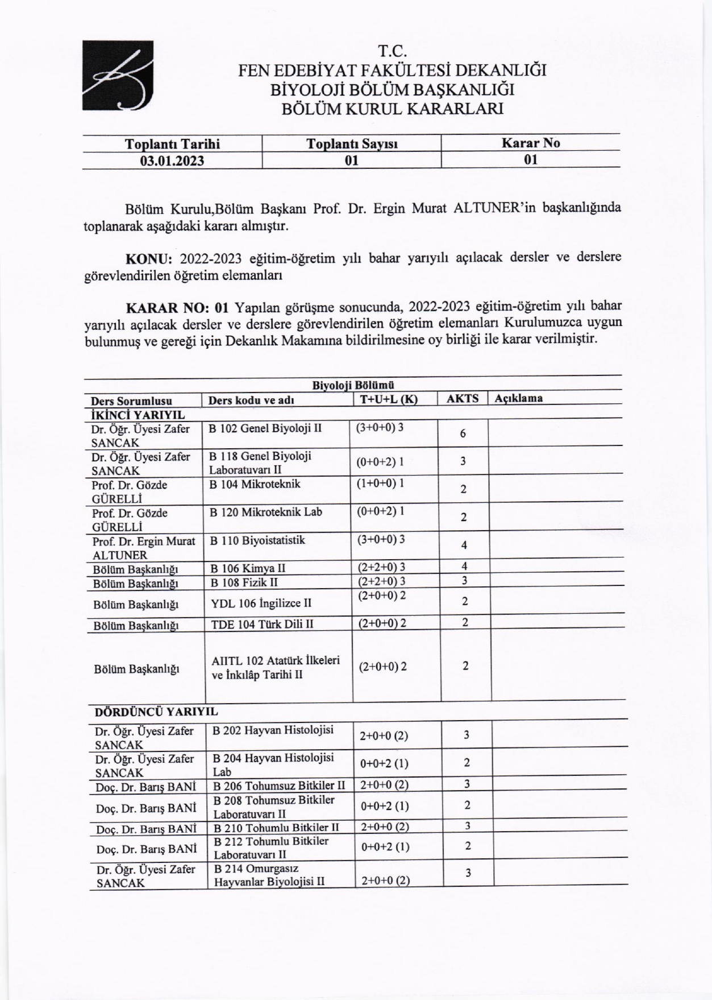 T.C.
FEN EDEBİYAT FAKÜLTESİ DEKANLIĞI
BİYOLOJİ BÖLÜM BAŞKANLIĞI
BÖLÜM KURUL KARARLARI
Toplantı Tarihi Toplantı Sayısı Karar No
03.01.2023 01 01
Bölüm Kurulu,Bölüm Başkanı Prof. Dr. Ergin Murat ALTUNER’in başkanlığında
toplanarak aşağıdaki kararı almıştır.
KONU: 2022-2023 eğitim-öğretim yılı bahar yarıyılı açılacak dersler ve derslere
görevlendirilen öğretim elemanları
KARAR NO: 01 Yapılan görüşme sonucunda, 2022-2023 eğitim-öğretim yılı bahar
yarıyılı açılacak dersler ve derslere görevlendirilen öğretim elemanları Kurulumuzca uygun
bulunmuş ve gereği için Dekanlık Makamına bildirilmesine oy birliği ile karar verilmiştir.
Biyoloji Bölümü
Ders Sorumlusu Ders kodu ve adı T+U+L (K) AKTS Açıklama
İKİNCİ YARIYIL
Dr. Öğr. Üyesi Zafer B 102 Genel Biyoloji II (3+0+0) 3 6
SANCAK
Dr. Öğr. Üyesi Zafer B 118 Genel Biyoloji (0+0+2) 1 3
SANCAK Laboratuvarı II
Prof. Dr. Gözde B 104 Mikroteknik (1+0+0) 1 2
GÜRELLİ
Prof. Dr. Gözde B 120 Mikroteknik Lab (0+0+2) 1 2
GÜRELLİ
Prof. Dr. Ergin Murat B 110 Biyoistatistik (3+0+0) 3 4
ALTUNER
Bölüm Başkanlığı B 106 Kimya II (2+2+0) 3 4
Bölüm Başkanlığı B 108 Fizik II (2+2+0) 3 3
Bölüm Başkanlığı YDL 106 İngilizce II (2+0+0) 2 2
Bölüm Başkanlığı TDE 104 Türk Dili II (2+0+0) 2 2
Bölüm Başkanlığı AIITL 102 Atatürk İlkeleri (2+0+0) 2 2
ve İnkılâp Tarihi II
DÖRDÜNCÜ YARIYIL
Dr. Öğr. Üyesi Zafer B 202 Hayvan Histolojisi 2+0+0 (2) 3
SANCAK
Dr. Öğr. Üyesi Zafer B 204 Hayvan Histolojisi 0+0+2 (1) 2
SANCAK Lab
Doç. Dr. Barış BANİ B 206 Tohumsuz Bitkiler II 2+0+0 (2) 3
Doç. Dr. Barış BANİ B 208 Tohumsuz Bitkiler 0+0+2 (1) 2
Laboratuvarı II
Doç. Dr. Barış BANİ B 210 Tohumlu Bitkiler II 2+0+0 (2) 3
Doç. Dr. Barış BANİ B 212 Tohumlu Bitkiler 0+0+2 (1) 2
Laboratuvarı II
Dr. Öğr. Üyesi Zafer B 214 Omurgasız 3
SANCAK Hayvanlar Biyolojisi II 2+0+0 (2)